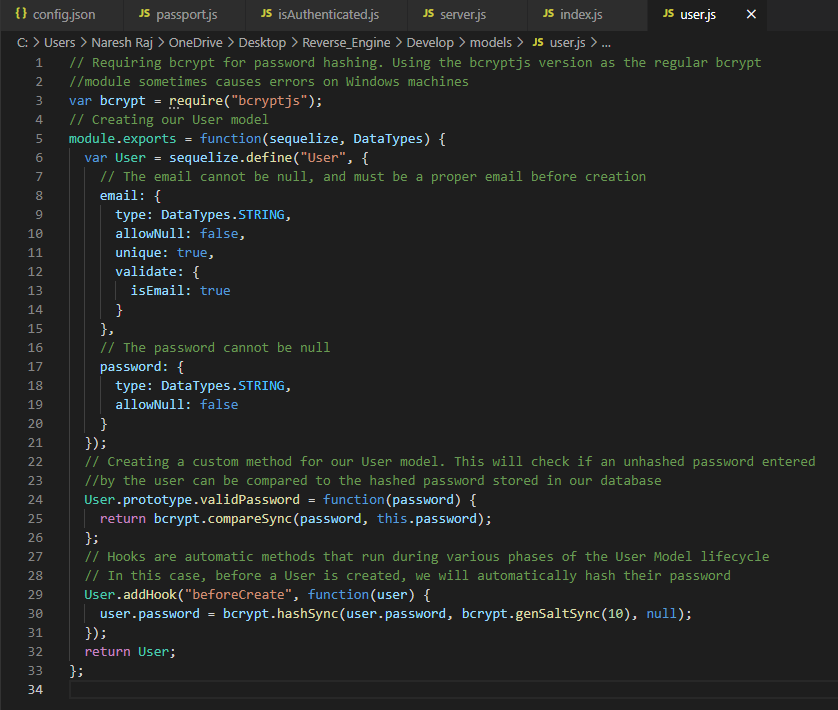 {} config.json JS passport.js JS isAuthenticated.js JS server.js JS index.js JS user.js ×
C: > Users > Naresh Raj > OneDrive > Desktop > Reverse_Engine > Develop > models > JS user.js > ...
1 // Requiring bcrypt for password hashing. Using the bcryptjs version as the regular bcrypt
2 //module sometimes causes errors on Windows machines
3 var bcrypt = require("bcryptjs");
4 // Creating our User model
5 module.exports = function(sequelize, DataTypes) {
6   var User = sequelize.define("User", {
7     // The email cannot be null, and must be a proper email before creation
8     email: {
9       type: DataTypes.STRING,
10       allowNull: false,
11       unique: true,
12       validate: {
13         isEmail: true
14       }
15     },
16     // The password cannot be null
17     password: {
18       type: DataTypes.STRING,
19       allowNull: false
20     }
21   });
22   // Creating a custom method for our User model. This will check if an unhashed password entered
23   //by the user can be compared to the hashed password stored in our database
24   User.prototype.validPassword = function(password) {
25     return bcrypt.compareSync(password, this.password);
26   };
27   // Hooks are automatic methods that run during various phases of the User Model lifecycle
28   // In this case, before a User is created, we will automatically hash their password
29   User.addHook("beforeCreate", function(user) {
30     user.password = bcrypt.hashSync(user.password, bcrypt.genSaltSync(10), null);
31   });
32   return User;
33 };
34